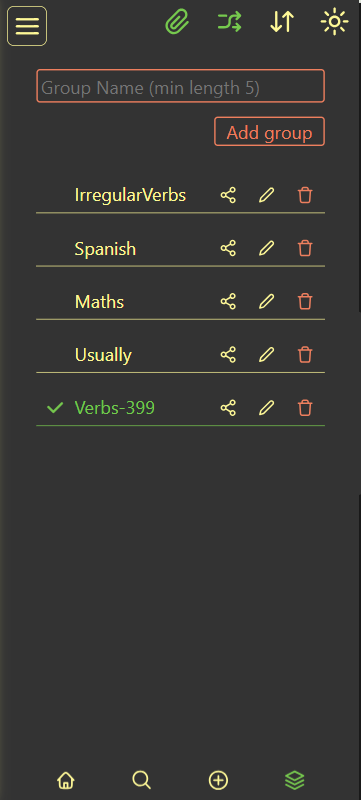 Group Name (min length 5)
Add group
IrregularVerbs
Spanish
Maths
Usually
Verbs-399